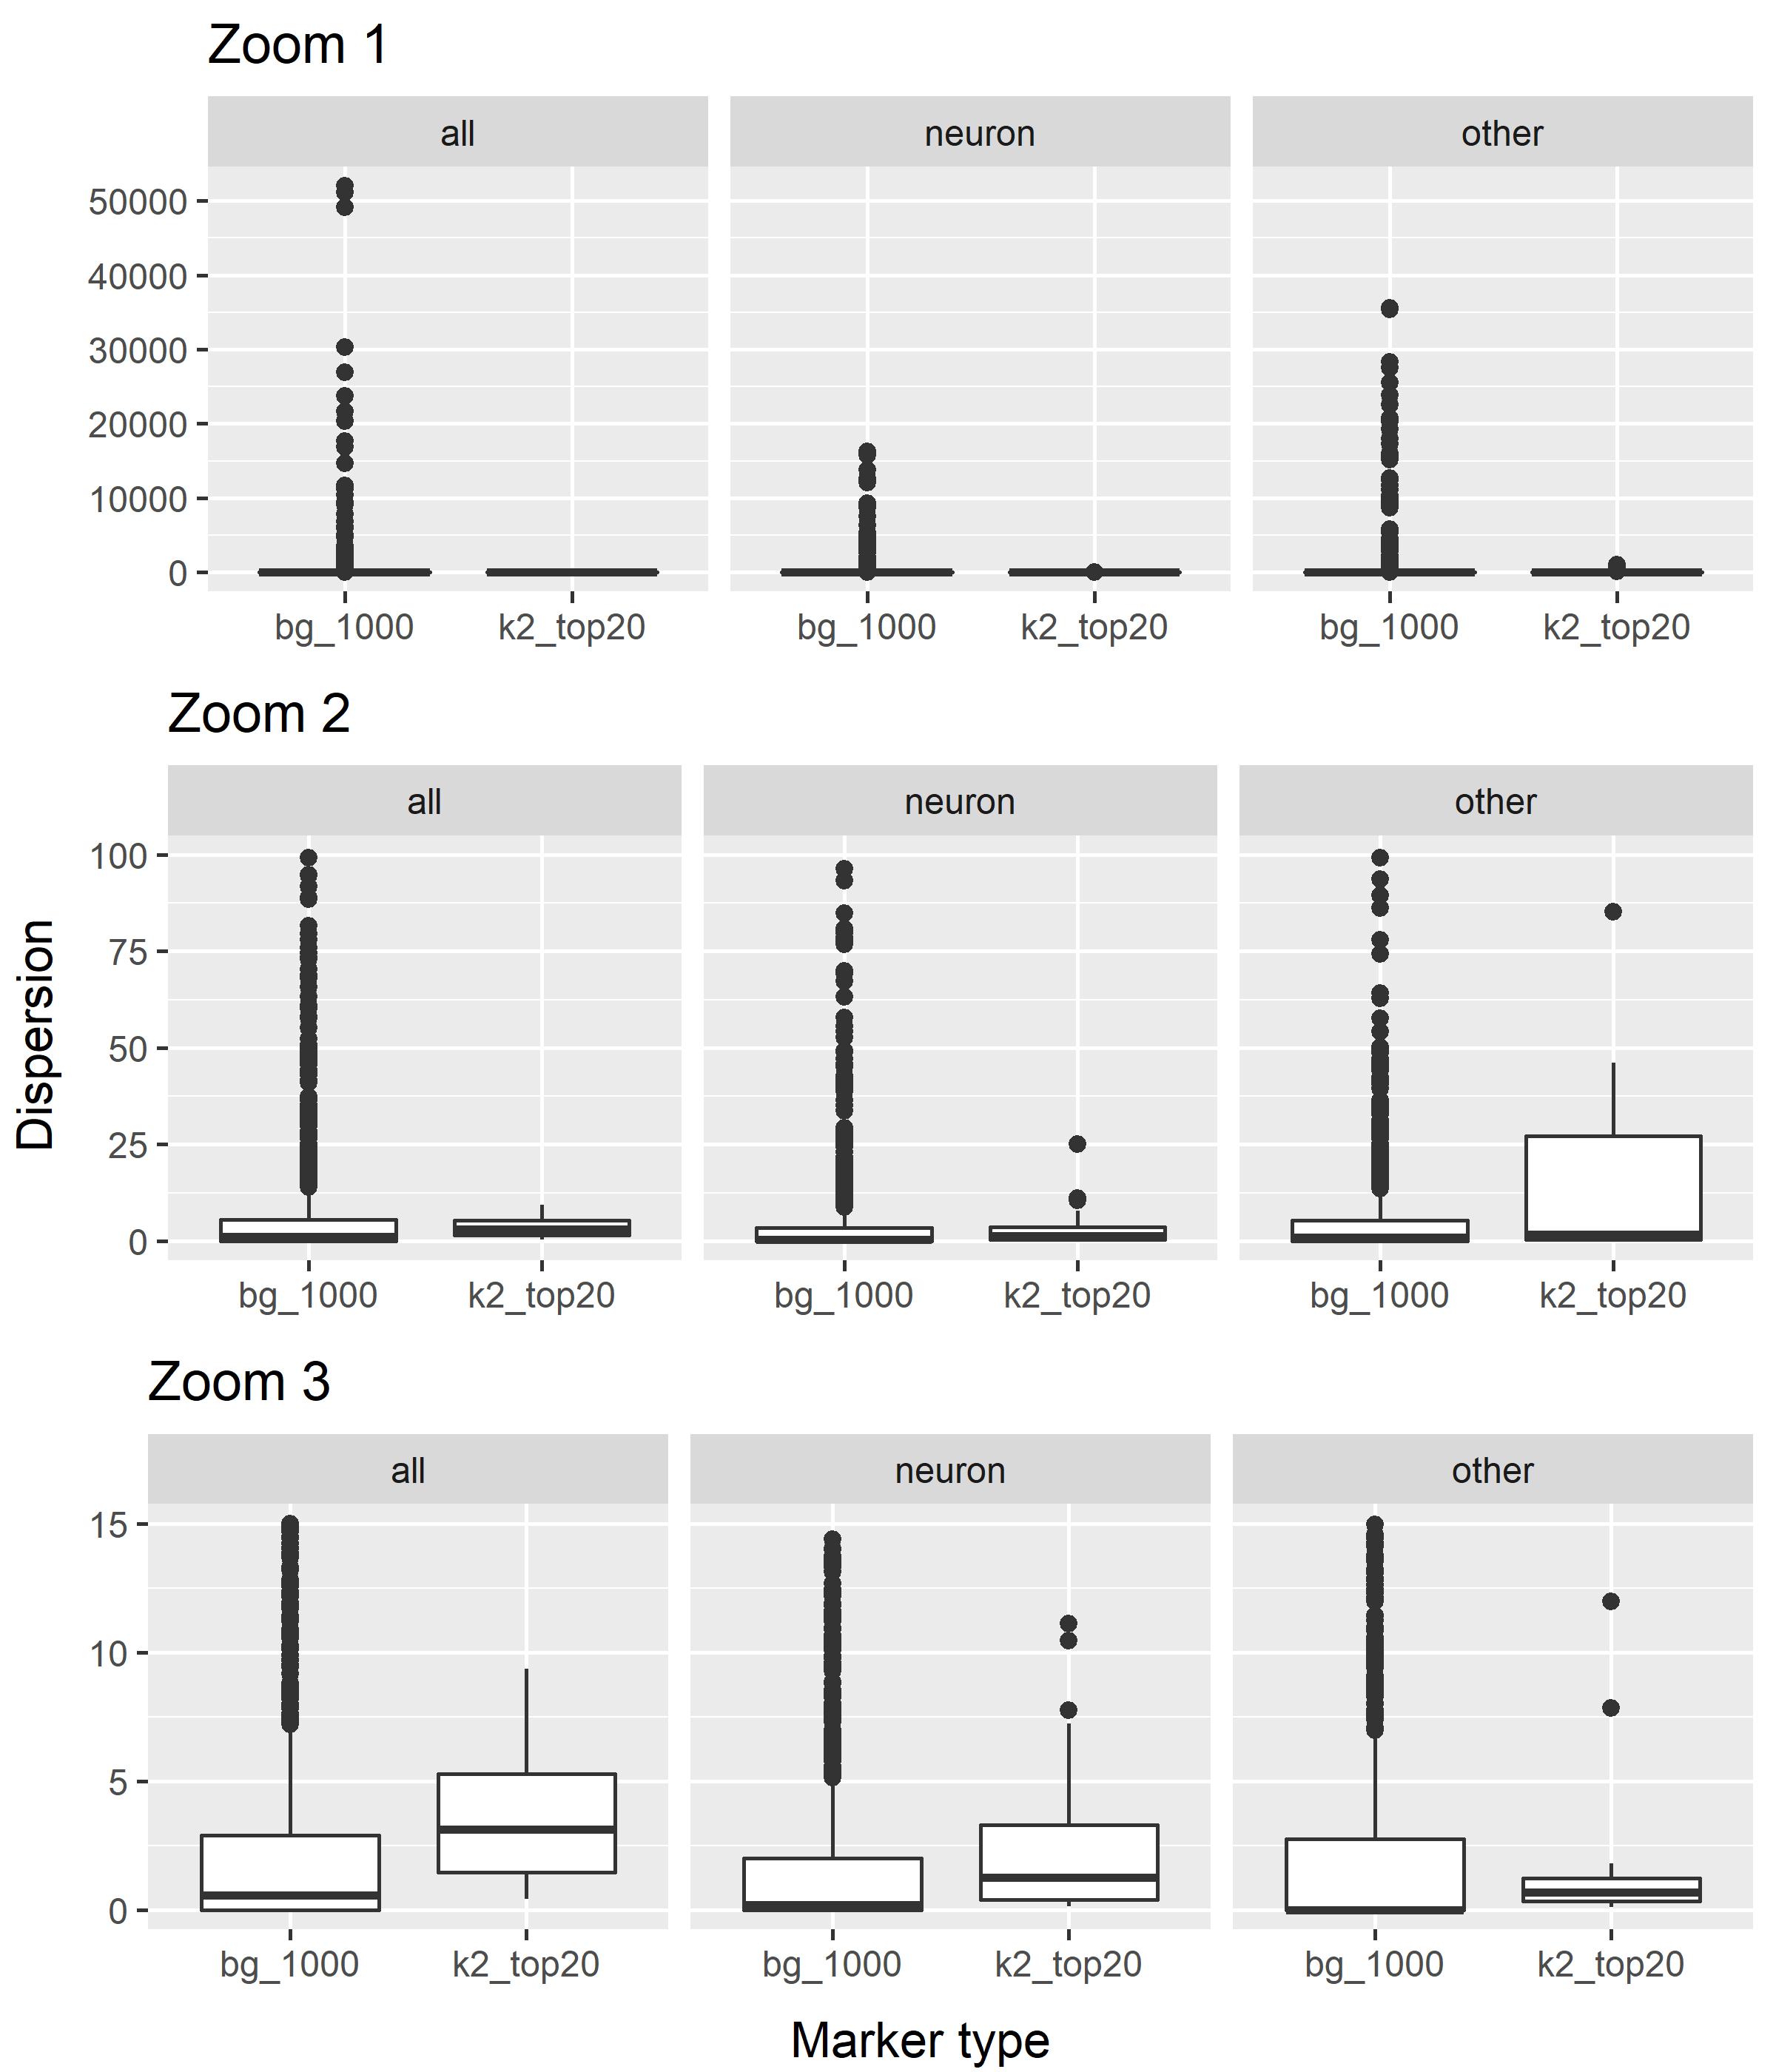 Zoom 1
all neuron other
50000
40000
30000
20000
10000
0
bg_1000 k2_top20 bg_1000 k2_top20 bg_1000 k2_top20
Zoom 2
all neuron other
100
75
50
25
0
Dispersion
bg_1000 k2_top20 bg_1000 k2_top20 bg_1000 k2_top20
Zoom 3
all neuron other
15
10
5
0
bg_1000 k2_top20 bg_1000 k2_top20 bg_1000 k2_top20
Marker type